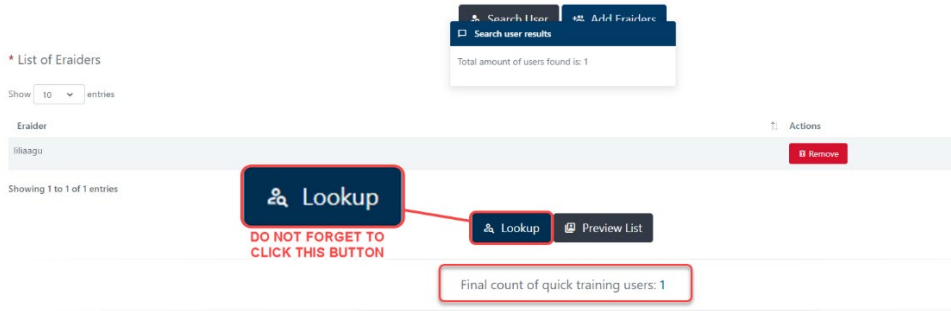 Search User
Add Eraiders
Search user results
Total amount of users found is: 1
* List of Eraiders
Show 10 entries
Eraider
Actions
liliaagu
Remove
Showing 1 to 1 of 1 entries
Lookup
DO NOT FORGET TO
CLICK THIS BUTTON
Lookup
Preview List
Final count of quick training users: 1